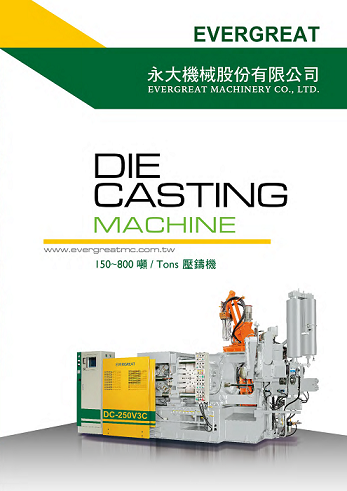 EVERGREAT
永大機械股份有限公司
EVERGREAT MACHINERY CO., LTD.
DIE
CASTING
MACHINE
www.evergreatmc.com.tw
150~800 噸 / Tons 壓鑄機
EVERGREAT
DC-250V3C